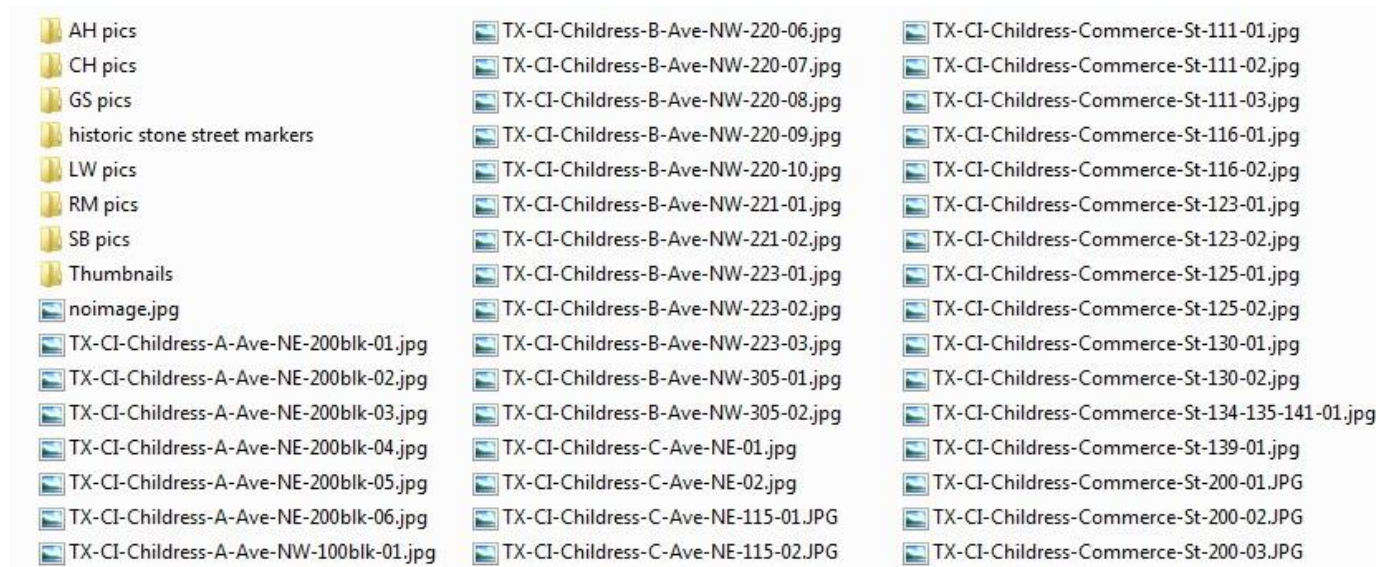 AH pics
CH pics
GS pics
historic stone street markers
LW pics
RM pics
SB pics
Thumbnails
noimage.jpg
TX-CI-Childress-A-Ave-NE-200blk-01.jpg
TX-CI-Childress-A-Ave-NE-200blk-02.jpg
TX-CI-Childress-A-Ave-NE-200blk-03.jpg
TX-CI-Childress-A-Ave-NE-200blk-04.jpg
TX-CI-Childress-A-Ave-NE-200blk-05.jpg
TX-CI-Childress-A-Ave-NE-200blk-06.jpg
TX-CI-Childress-A-Ave-NW-100blk-01.jpg
TX-CI-Childress-B-Ave-NW-220-06.jpg
TX-CI-Childress-B-Ave-NW-220-07.jpg
TX-CI-Childress-B-Ave-NW-220-08.jpg
TX-CI-Childress-B-Ave-NW-220-09.jpg
TX-CI-Childress-B-Ave-NW-220-10.jpg
TX-CI-Childress-B-Ave-NW-221-01.jpg
TX-CI-Childress-B-Ave-NW-221-02.jpg
TX-CI-Childress-B-Ave-NW-223-01.jpg
TX-CI-Childress-B-Ave-NW-223-02.jpg
TX-CI-Childress-B-Ave-NW-223-03.jpg
TX-CI-Childress-B-Ave-NW-305-01.jpg
TX-CI-Childress-B-Ave-NW-305-02.jpg
TX-CI-Childress-C-Ave-NE-01.jpg
TX-CI-Childress-C-Ave-NE-02.jpg
TX-CI-Childress-C-Ave-NE-115-01.JPG
TX-CI-Childress-C-Ave-NE-115-02.JPG
TX-CI-Childress-Commerce-St-111-01.jpg
TX-CI-Childress-Commerce-St-111-02.jpg
TX-CI-Childress-Commerce-St-111-03.jpg
TX-CI-Childress-Commerce-St-116-01.jpg
TX-CI-Childress-Commerce-St-116-02.jpg
TX-CI-Childress-Commerce-St-123-01.jpg
TX-CI-Childress-Commerce-St-123-02.jpg
TX-CI-Childress-Commerce-St-125-01.jpg
TX-CI-Childress-Commerce-St-125-02.jpg
TX-CI-Childress-Commerce-St-130-01.jpg
TX-CI-Childress-Commerce-St-130-02.jpg
TX-CI-Childress-Commerce-St-134-135-141-01.jpg
TX-CI-Childress-Commerce-St-139-01.jpg
TX-CI-Childress-Commerce-St-200-01.JPG
TX-CI-Childress-Commerce-St-200-02.JPG
TX-CI-Childress-Commerce-St-200-03.JPG